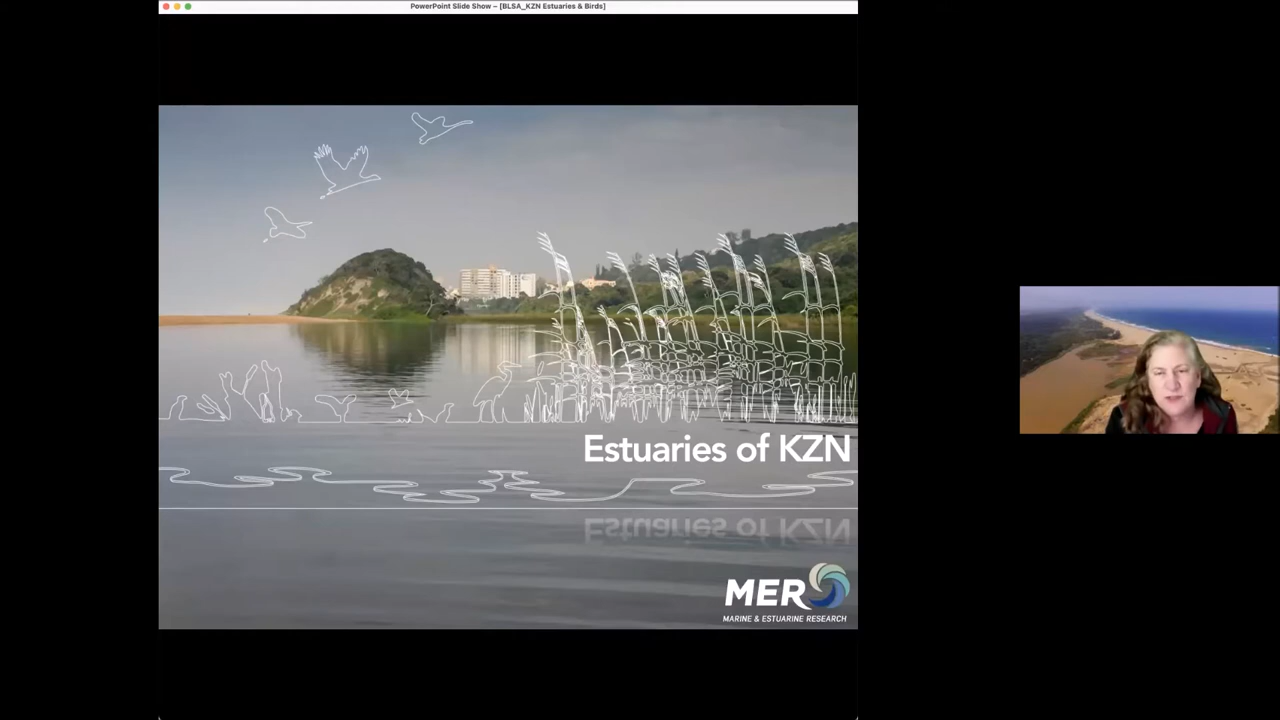 PowerPoint Slide Show – [BLSA_KZN Estuaries & Birds]
Estuaries of KZN
Estuaries of KZN
MER
MARINE & ESTUARINE RESEARCH